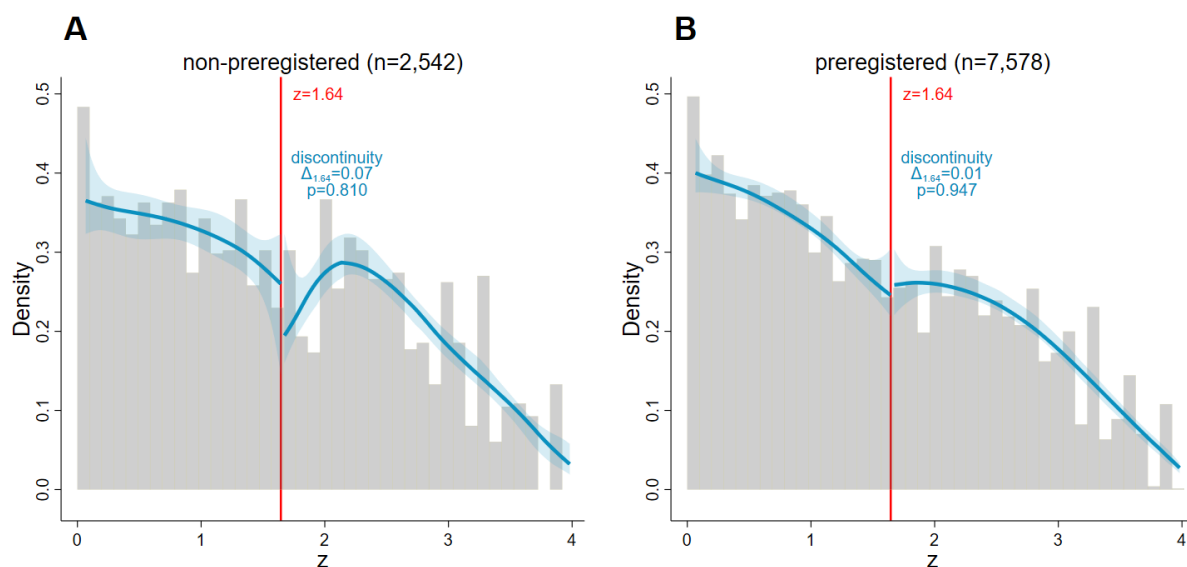 A
non-preregistered (n=2,542)
z=1.64
discontinuity
Δ₁.₆₄=0.07
p=0.810
Density
0.5
0.4
0.3
0.2
0.1
0.0
0 1 2 3 4
z
B
preregistered (n=7,578)
z=1.64
discontinuity
Δ₁.₆₄=0.01
p=0.947
Density
0.5
0.4
0.3
0.2
0.1
0.0
0 1 2 3 4
z